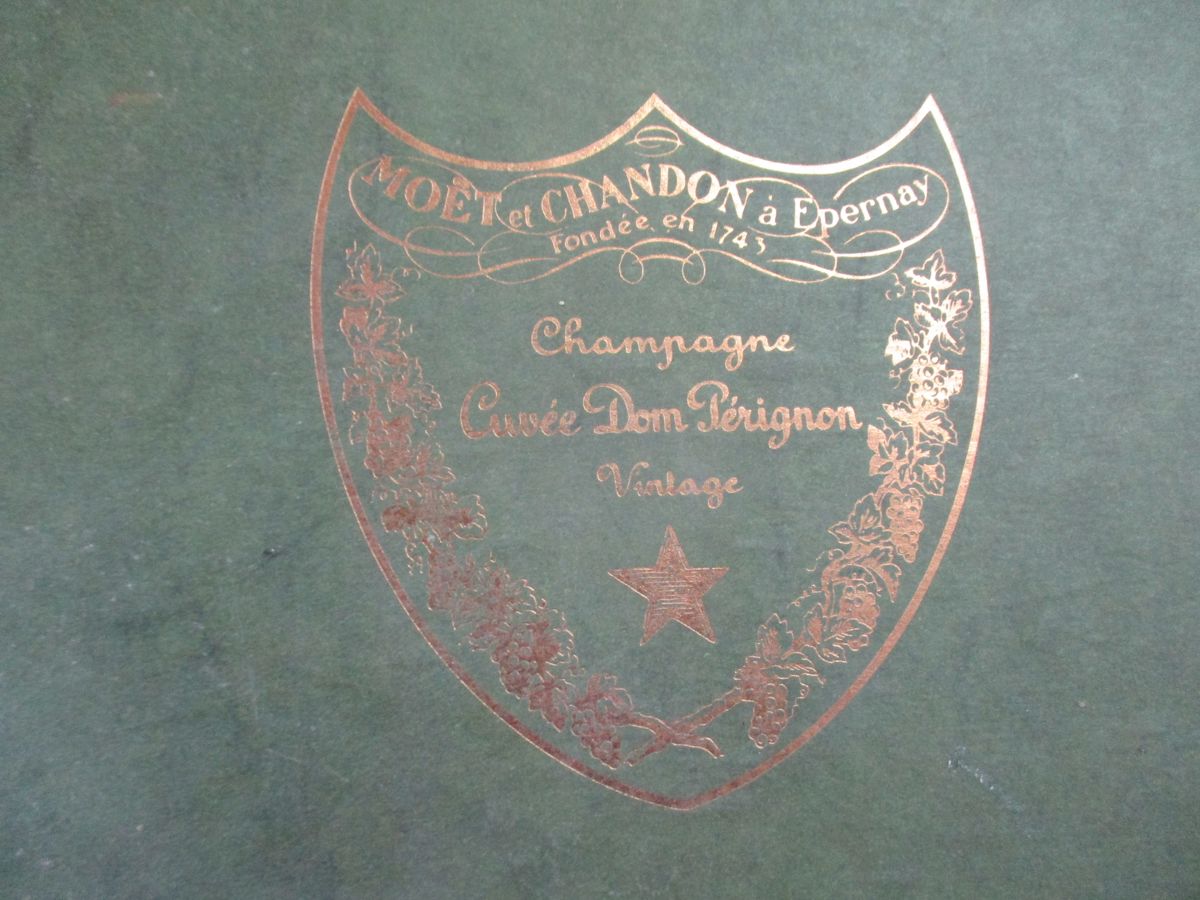 MOËT et CHANDON à Epernay
Fondée en 1743
Champagne
Cuvée Dom Pérignon
Vintage